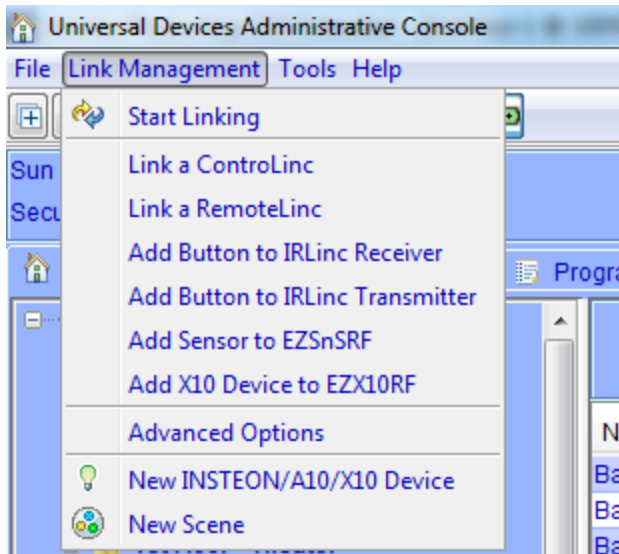 Universal Devices Administrative Console
File Link Management Tools Help
Start Linking
Sun
Link a ControLinc
Secu
Link a RemoteLinc
Add Button to IRLinc Receiver
Progra
Add Button to IRLinc Transmitter
Add Sensor to EZSnSRF
Add X10 Device to EZX10RF
Advanced Options
N
New INSTEON/A10/X10 Device
Ba
New Scene
Ba
Ba